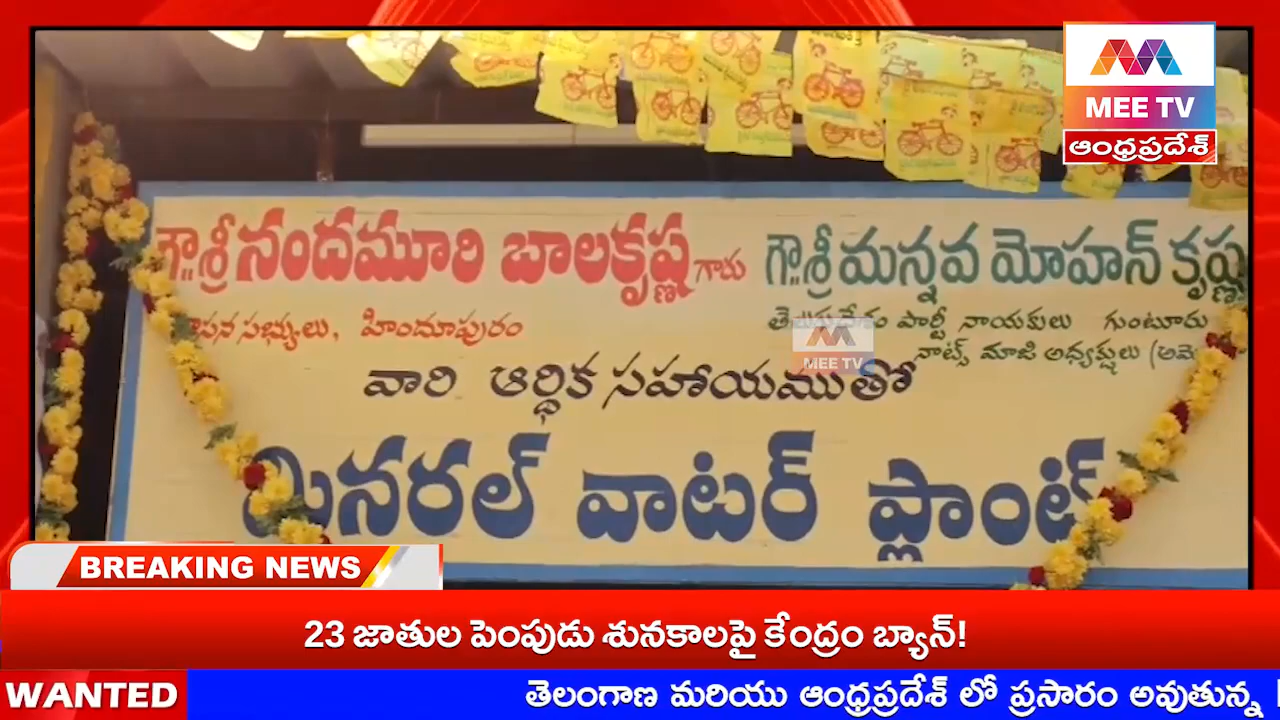 MEE TV
ఆంధ్రప్రదేశ్
గౌ॥శ్రీ నందమూరి బాలకృష్ణ గారు
గౌ॥శ్రీ మన్నవ మోహన్ కృష్ణ
హిందూపురం
తెలుగుదేశం పార్టీ నాయకులు గుంటూరు
నాట్స్ మాజీ అధ్యక్షులు
MEE TV
వారి ఆర్ధిక సహాయముతో
మినరల్ వాటర్ ప్లాంట్
BREAKING NEWS
23 జాతుల పెంపుడు శునకాలపై కేంద్రం బ్యాన్!
WANTED
తెలంగాణ మరియు ఆంధ్రప్రదేశ్ లో ప్రసారం అవుతున్న